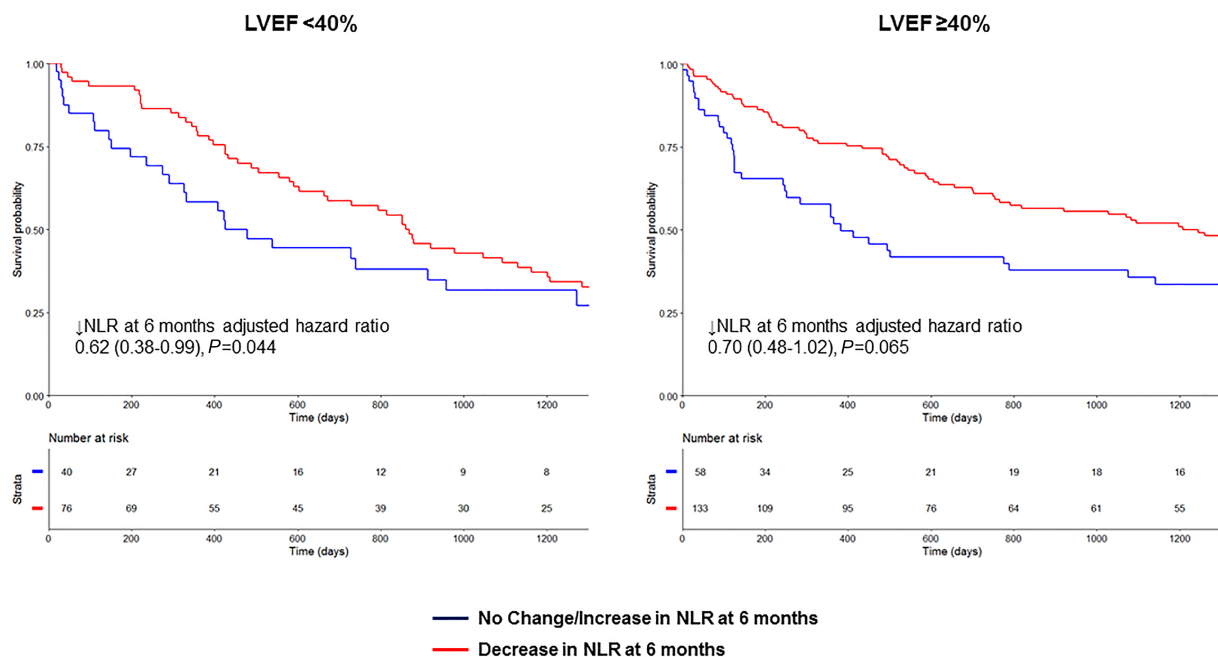 LVEF <40%
1.00
0.75
0.50
0.25
0.00
Survival probability
↓NLR at 6 months adjusted hazard ratio
0.62 (0.38-0.99), P=0.044
0 200 400 600 800 1000 1200
Time (days)
Number at risk
Strata
40 27 21 16 12 9 8
76 69 55 45 39 30 25
0 200 400 600 800 1000 1200
Time (days)
LVEF ≥40%
1.00
0.75
0.50
0.25
0.00
Survival probability
↓NLR at 6 months adjusted hazard ratio
0.70 (0.48-1.02), P=0.065
0 200 400 600 800 1000 1200
Time (days)
Number at risk
Strata
58 34 25 21 19 18 16
133 109 95 76 64 61 55
0 200 400 600 800 1000 1200
Time (days)
No Change/Increase in NLR at 6 months
Decrease in NLR at 6 months